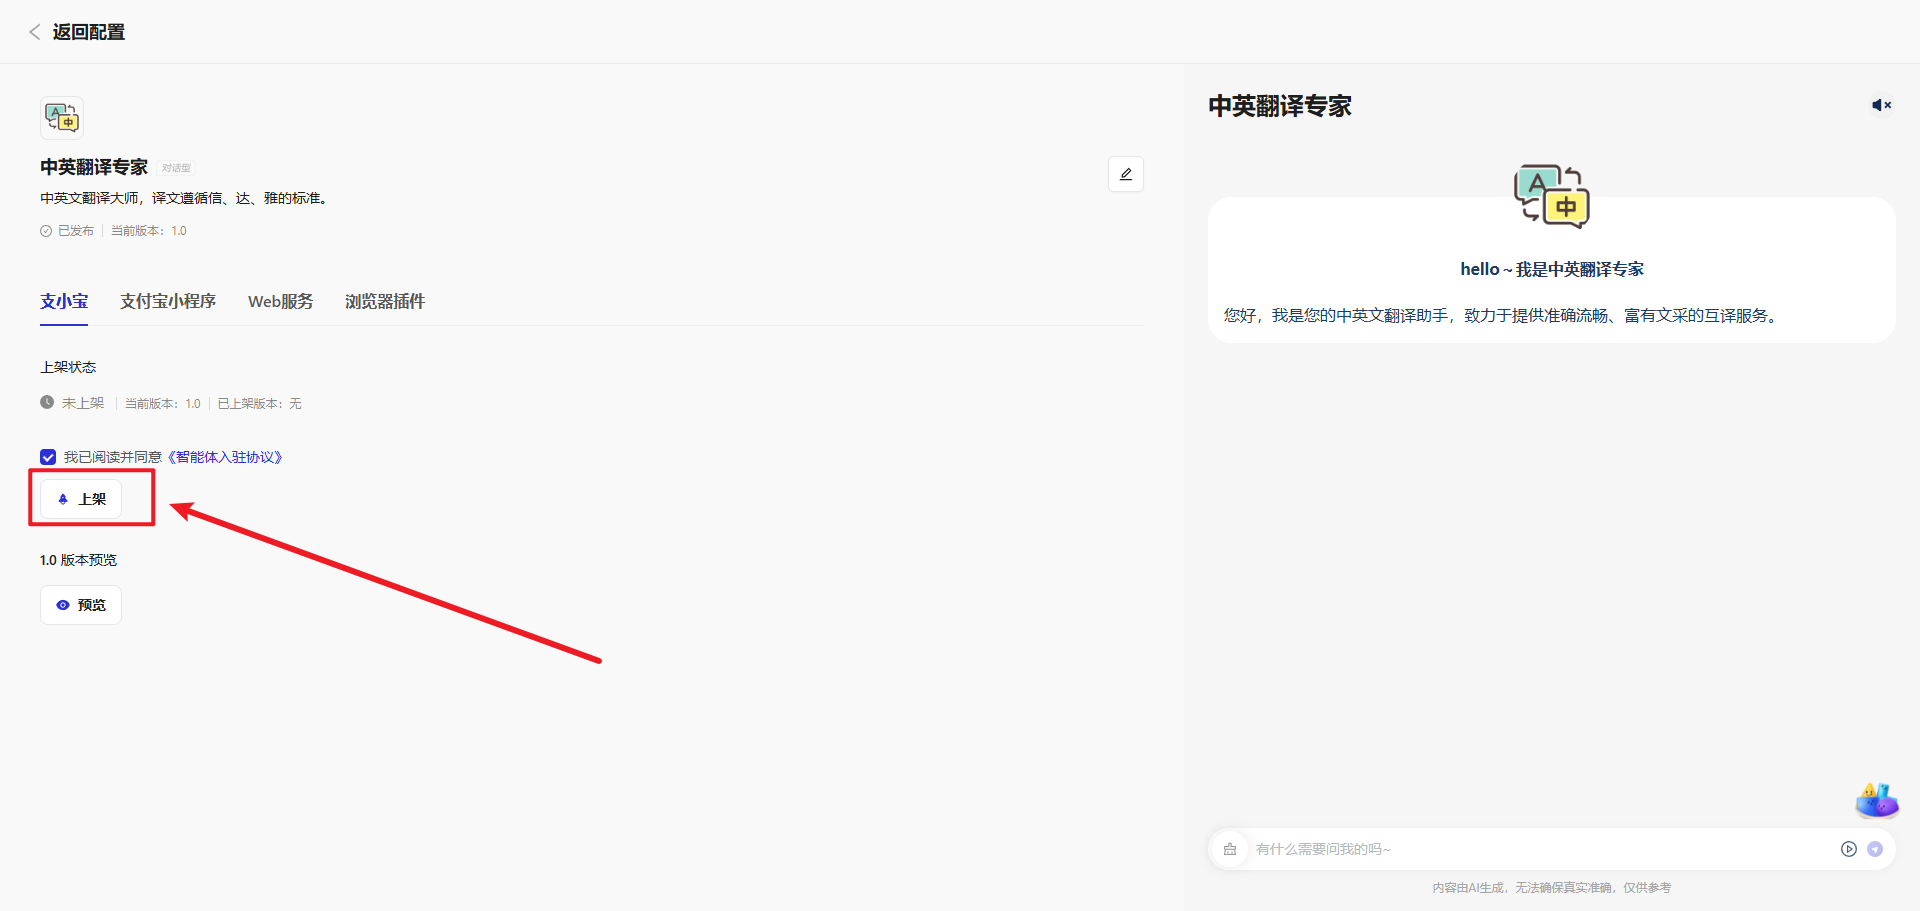 返回配置
中英翻译专家 对话型
中英文翻译大师，译文遵循信、达、雅的标准。
已发布 当前版本：1.0
支小宝 支付宝小程序 Web服务 浏览器插件
上架状态
未上架 当前版本：1.0 已上架版本：无
我已阅读并同意《智能体入驻协议》
上架
1.0 版本预览
预览
中英翻译专家
A
中
hello～我是中英翻译专家
您好，我是您的中英文翻译助手，致力于提供准确流畅、富有文采的互译服务。
有什么需要问我的吗~
内容由AI生成，无法确保真实准确，仅供参考